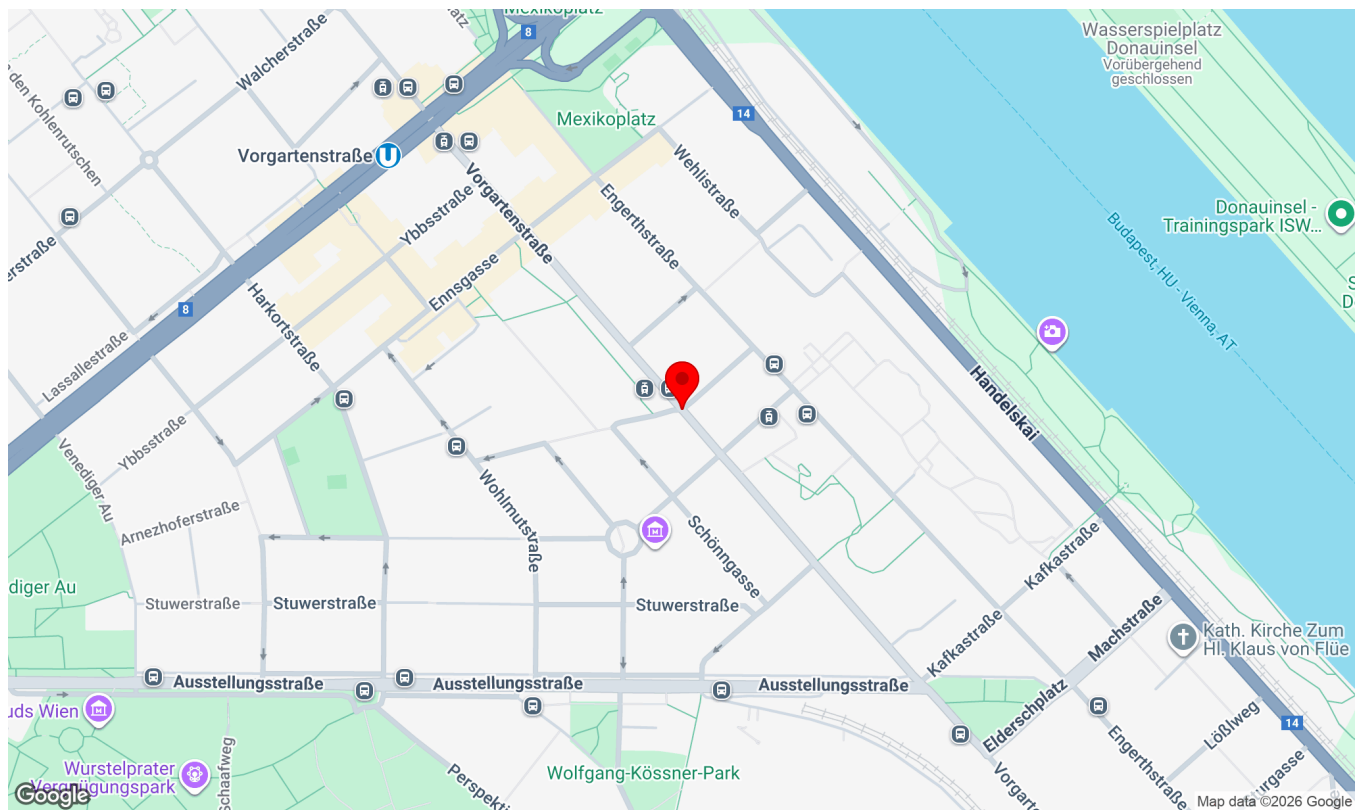 Mexikoplatz
8
Walcherstraße
Wasserspielplatz
Donauinsel
Vorübergehend
geschlossen
den Kohlenrutschen
14
Mexikoplatz
Vorgartenstraße
U
Wehlistraße
Vorgartenstraße
Ybbsstraße
Engerthstraße
Donauinsel -
Trainingspark ISW...
Budapest, HU - Vienna, AT
erstraße
Ennsgasse
S
D
Harkortstraße
8
Lassallestraße
Handelskai
Ybbsstraße
Venediger Au
Wohlmutstraße
Arnezhoferstraße
Schönngasse
Kafkastraße
diger Au
Stuwerstraße
Stuwerstraße
Stuwerstraße
Machstraße
Kafkastraße
Kath. Kirche Zum
Hl. Klaus von Flüe
Ausstellungsstraße
Ausstellungsstraße
Ausstellungsstraße
uds Wien
Elderschplatz
Lößlweg
14
Engerthstraße
urgasse
Wurstelprater
Vergnügungspark
schaafweg
Perspekti
Wolfgang-Kössner-Park
Vorgart
Google
Map data ©2026 Google